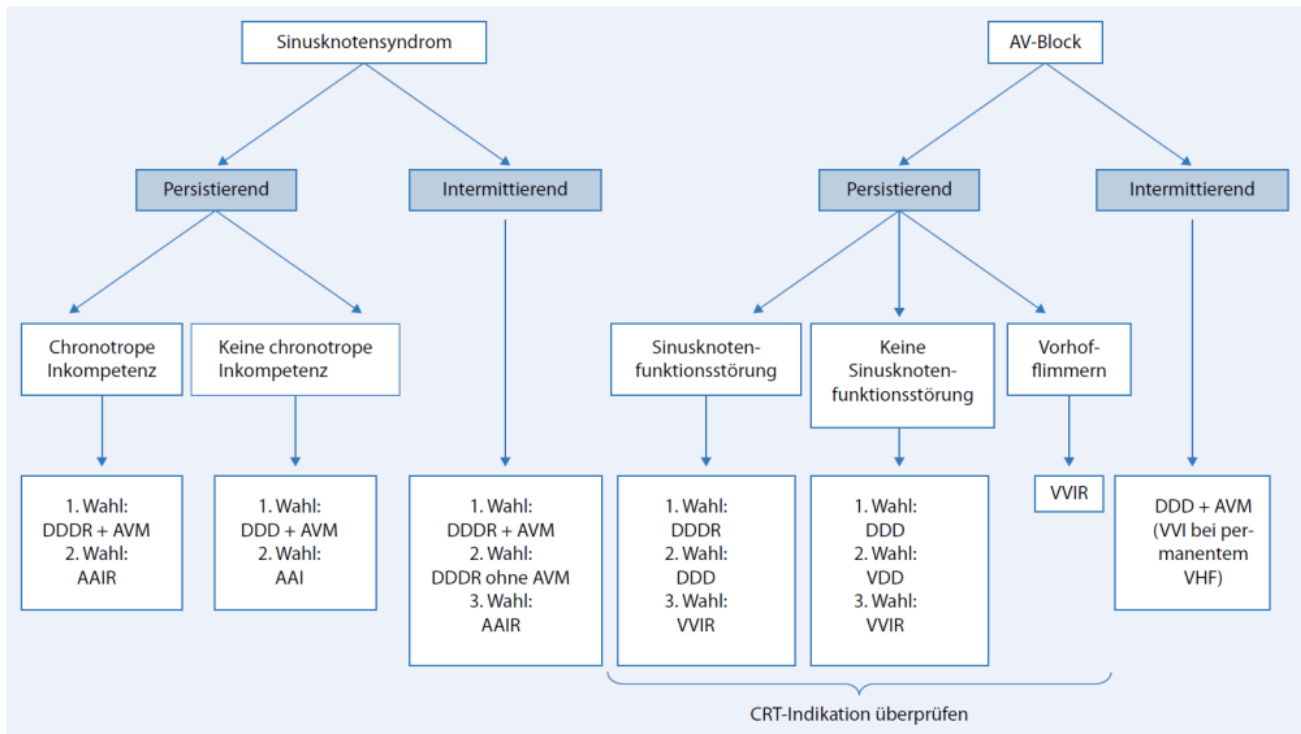 Sinusknotensyndrom
AV-Block
Persistierend
Intermittierend
Persistierend
Intermittierend
Chronotrope
Inkompetenz
Keine chronotrope
Inkompetenz
Sinusknoten-
funktionsstörung
Keine
Sinusknoten-
funktionsstörung
Vorhof-
flimmern
1. Wahl:
DDDR + AVM
2. Wahl:
AAIR
1. Wahl:
DDD + AVM
2. Wahl:
AAI
1. Wahl:
DDDR + AVM
2. Wahl:
DDDR ohne AVM
3. Wahl:
AAIR
1. Wahl:
DDDR
2. Wahl:
DDD
3. Wahl:
VVIR
1. Wahl:
DDD
2. Wahl:
VDD
3. Wahl:
VVIR
VVIR
DDD + AVM
(VVI bei per-
manentem
VHF)
CRT-Indikation überprüfen